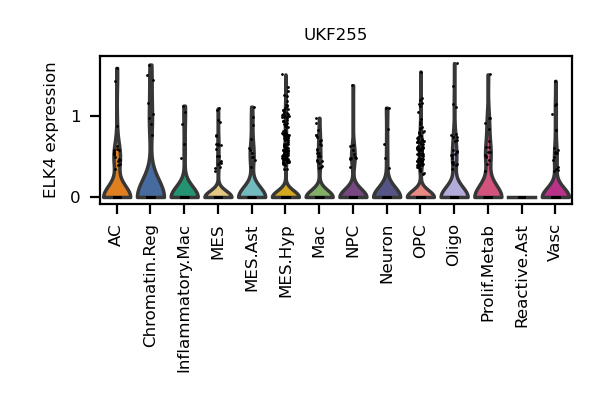 UKF255
ELK4 expression
1
0
AC
Chromatin.Reg
Inflammatory.Mac
MES
MES.Ast
MES.Hyp
Mac
NPC
Neuron
OPC
Oligo
Prolif.Metab
Reactive.Ast
Vasc